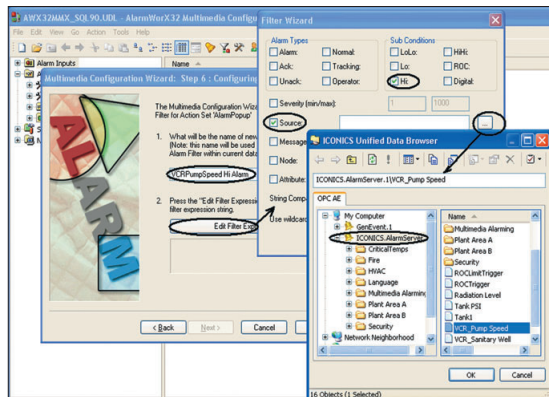 AWX32MMX_SQL90.UDL - AlarmWorX32 Multimedia Configu
File Edit View Go Action Tools Help
Alarm Inputs
Name
Multimedia Configuration Wizard: Step 6 : Configuring
ALARM
The Multimedia Configuration Wiza
Filter for Action Set 'AlarmPopup'
1. What will be the name of new
(Note: this name will be used
Alarm Filter within current data
VCRPumpSpeed Hi Alarm
2. Press the "Edit Filter Expressi
filter expression string.
Edit Filter Exp
< Back
Next >
Cancel
Filter Wizard
Alarm Types
Sub Conditions
Alarm:
Normal:
LoLo:
HiHi:
Ack:
Tracking:
Lo:
ROC:
Unack:
Operator:
Hi:
Digital:
Severity (min/max):
1
1000
Source:
...
Message
Node:
Attribute:
String Compa
Use wildcar
ICONICS Unified Data Browser
ICONICS.AlarmServer.1\VCR_Pump Speed
OPC AE
My Computer
GenEvent.1
ICONICS.AlarmServer
CriticalTemps
Fire
HVAC
Language
Multimedia Alarming
Plant Area A
Plant Area B
Security
Network Neighborhood
Name
Multimedia Alarming
Plant Area A
Plant Area B
Security
ROCLimitTrigger
ROCTrigger
Radiation Level
Tank PSI
Tank1
VCR_Pump Speed
VCR_Sanitary Well
OK
Cancel
16 Objects (1 Selected)